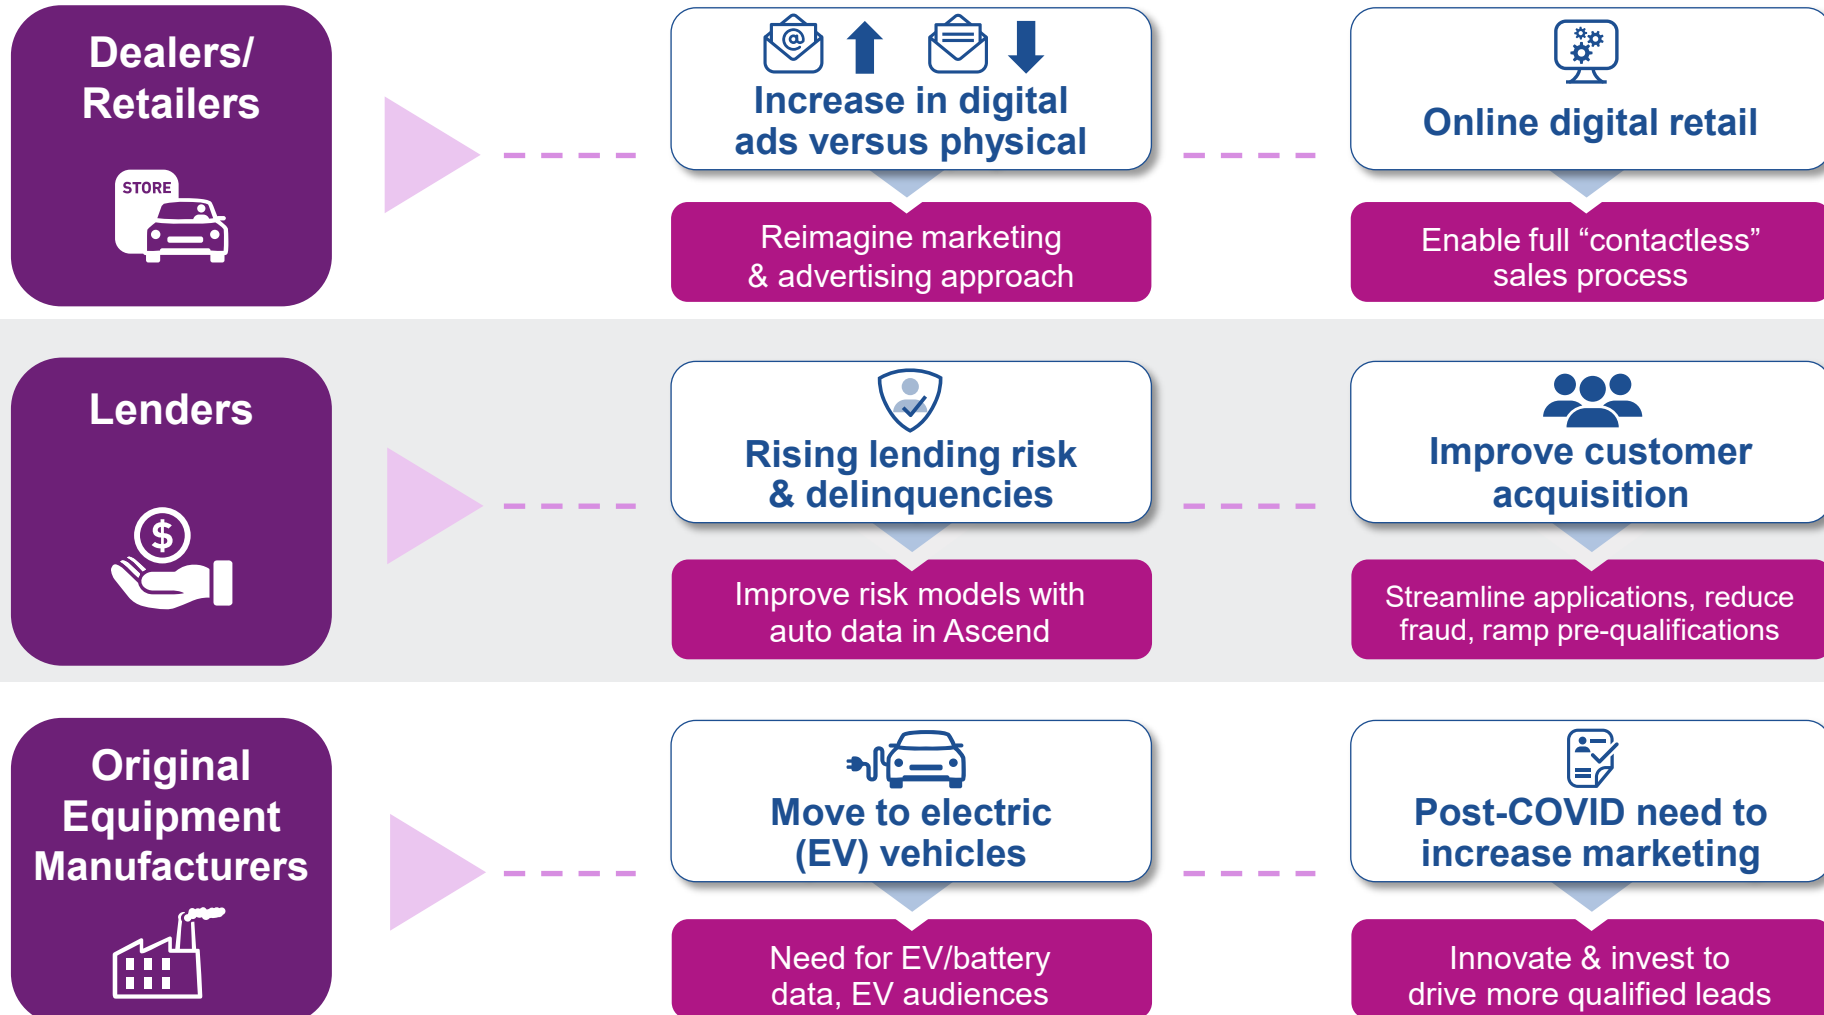 Dealers/
Retailers
STORE
@
Increase in digital
ads versus physical
Reimagine marketing
& advertising approach
Online digital retail
Enable full “contactless”
sales process
Lenders
$
Rising lending risk
& delinquencies
Improve risk models with
auto data in Ascend
Improve customer
acquisition
Streamline applications, reduce
fraud, ramp pre-qualifications
Original
Equipment
Manufacturers
Move to electric
(EV) vehicles
Need for EV/battery
data, EV audiences
Post-COVID need to
increase marketing
Innovate & invest to
drive more qualified leads